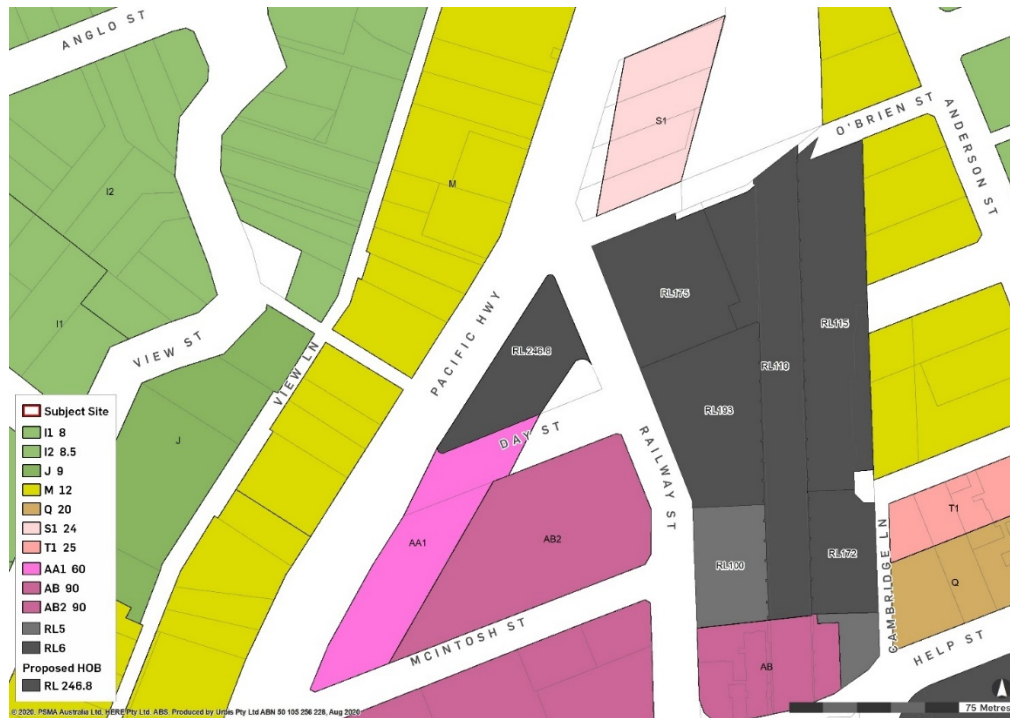 ANGLO ST
O'BRIEN ST
ANDERSON ST
S1
M
I2
I1
VIEW ST
VIEW LN
PACIFIC HWY
RL175
RL115
RL 246.8
RL110
RL193
J
DAY ST
RAILWAY ST
T1
AA1
AB2
RL100
RL172
Q
CAMBRIDGE LN
MCINTOSH ST
HELP ST
AB
Subject Site
I1 8
I2 8.5
J 9
M 12
Q 20
S1 24
T1 25
AA1 60
AB 90
AB2 90
RL5
RL6
Proposed HOB
RL 246.8
75 Metres
© 2020. PSMA Australia Ltd, HERE Pty Ltd. ABS. Produced by Urbis Pty Ltd ABN 50 105 256 228, Aug 2020